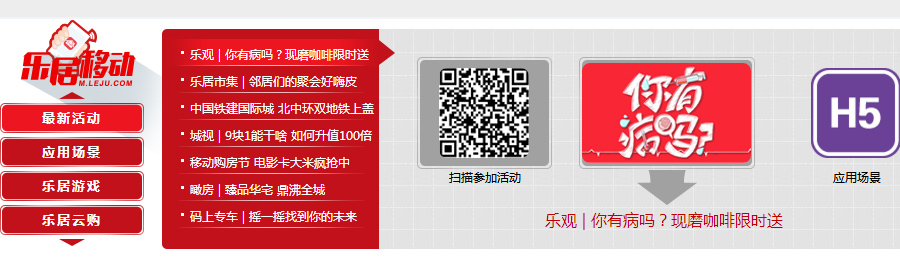 乐居移动
M.LEJU.COM
最新活动
应用场景
乐居游戏
乐居云购
乐观 | 你有病吗？现磨咖啡限时送
乐居市集 | 邻居们的聚会好嗨皮
中国铁建国际城 北中环双地铁上盖
城视 | 9块1能干啥 如何升值100倍
移动购房节 电影卡大米疯抢中
瞰房 | 臻品华宅 鼎沸全城
码上专车 | 摇一摇找到你的未来
扫描参加活动
你有
病吗?
乐观 | 你有病吗？现磨咖啡限时送
H5
应用场景